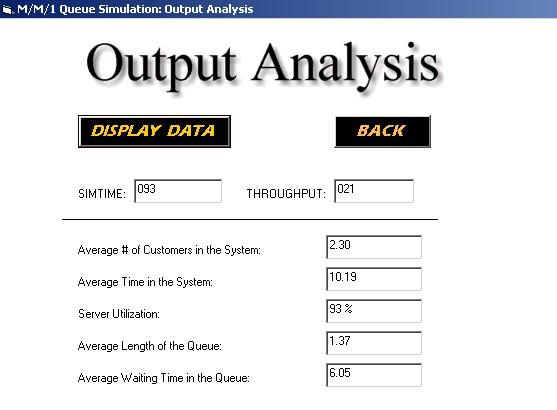 M/M/1 Queue Simulation: Output Analysis
Output Analysis
DISPLAY DATA BACK
SIMTIME: 093 THROUGHPUT: 021
Average # of Customers in the System: 2.30
Average Time in the System: 10.19
Server Utilization: 93 %
Average Length of the Queue: 1.37
Average Waiting Time in the Queue: 6.05